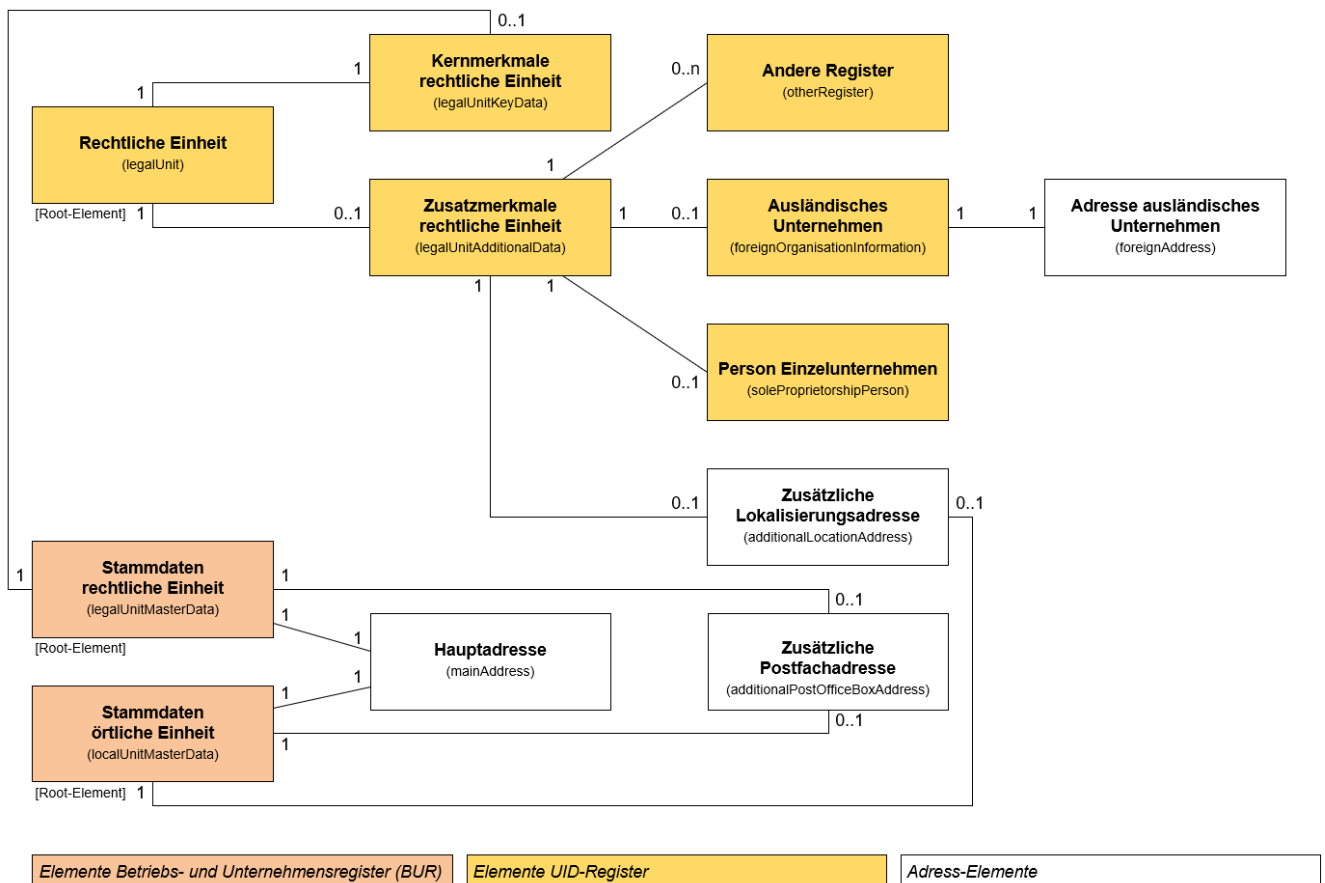 0..1
Kernmerkmale
rechtliche Einheit
(legalUnitKeyData)
1
1
Rechtliche Einheit
(legalUnit)
[Root-Element]
1
0..1
Zusatzmerkmale
rechtliche Einheit
(legalUnitAdditionalData)
1
0..n
Andere Register
(otherRegister)
1
0..1
Ausländisches
Unternehmen
(foreignOrganisationInformation)
1
1
Adresse ausländisches
Unternehmen
(foreignAddress)
1
1
0..1
Person Einzelunternehmen
(soleProprietorshipPerson)
0..1
Zusätzliche
Lokalisierungsadresse
(additionalLocationAddress)
0..1
1
Stammdaten
rechtliche Einheit
(legalUnitMasterData)
[Root-Element]
1
0..1
1
1
Hauptadresse
(mainAddress)
Zusätzliche
Postfachadresse
(additionalPostOfficeBoxAddress)
1
1
0..1
Stammdaten
örtliche Einheit
(localUnitMasterData)
1
[Root-Element]
1
Elemente Betriebs- und Unternehmensregister (BUR)
Elemente UID-Register
Adress-Elemente